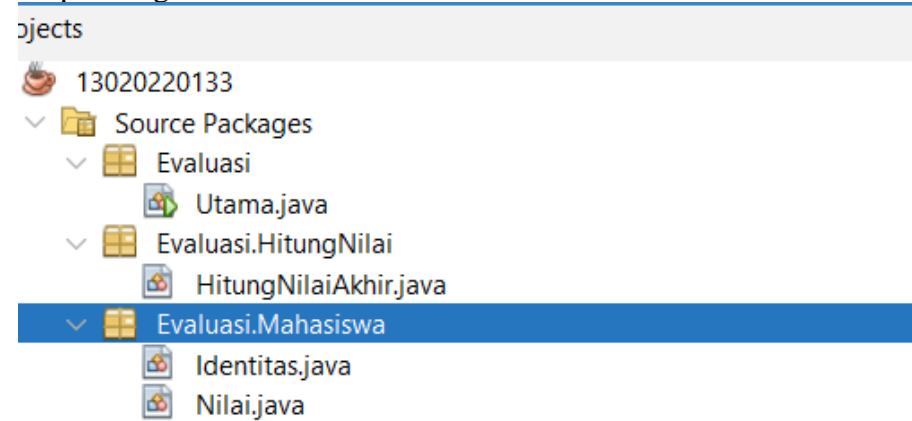 ojects
13020220133
Source Packages
Evaluasi
Utama.java
Evaluasi.HitungNilai
HitungNilaiAkhir.java
Evaluasi.Mahasiswa
Identitas.java
Nilai.java